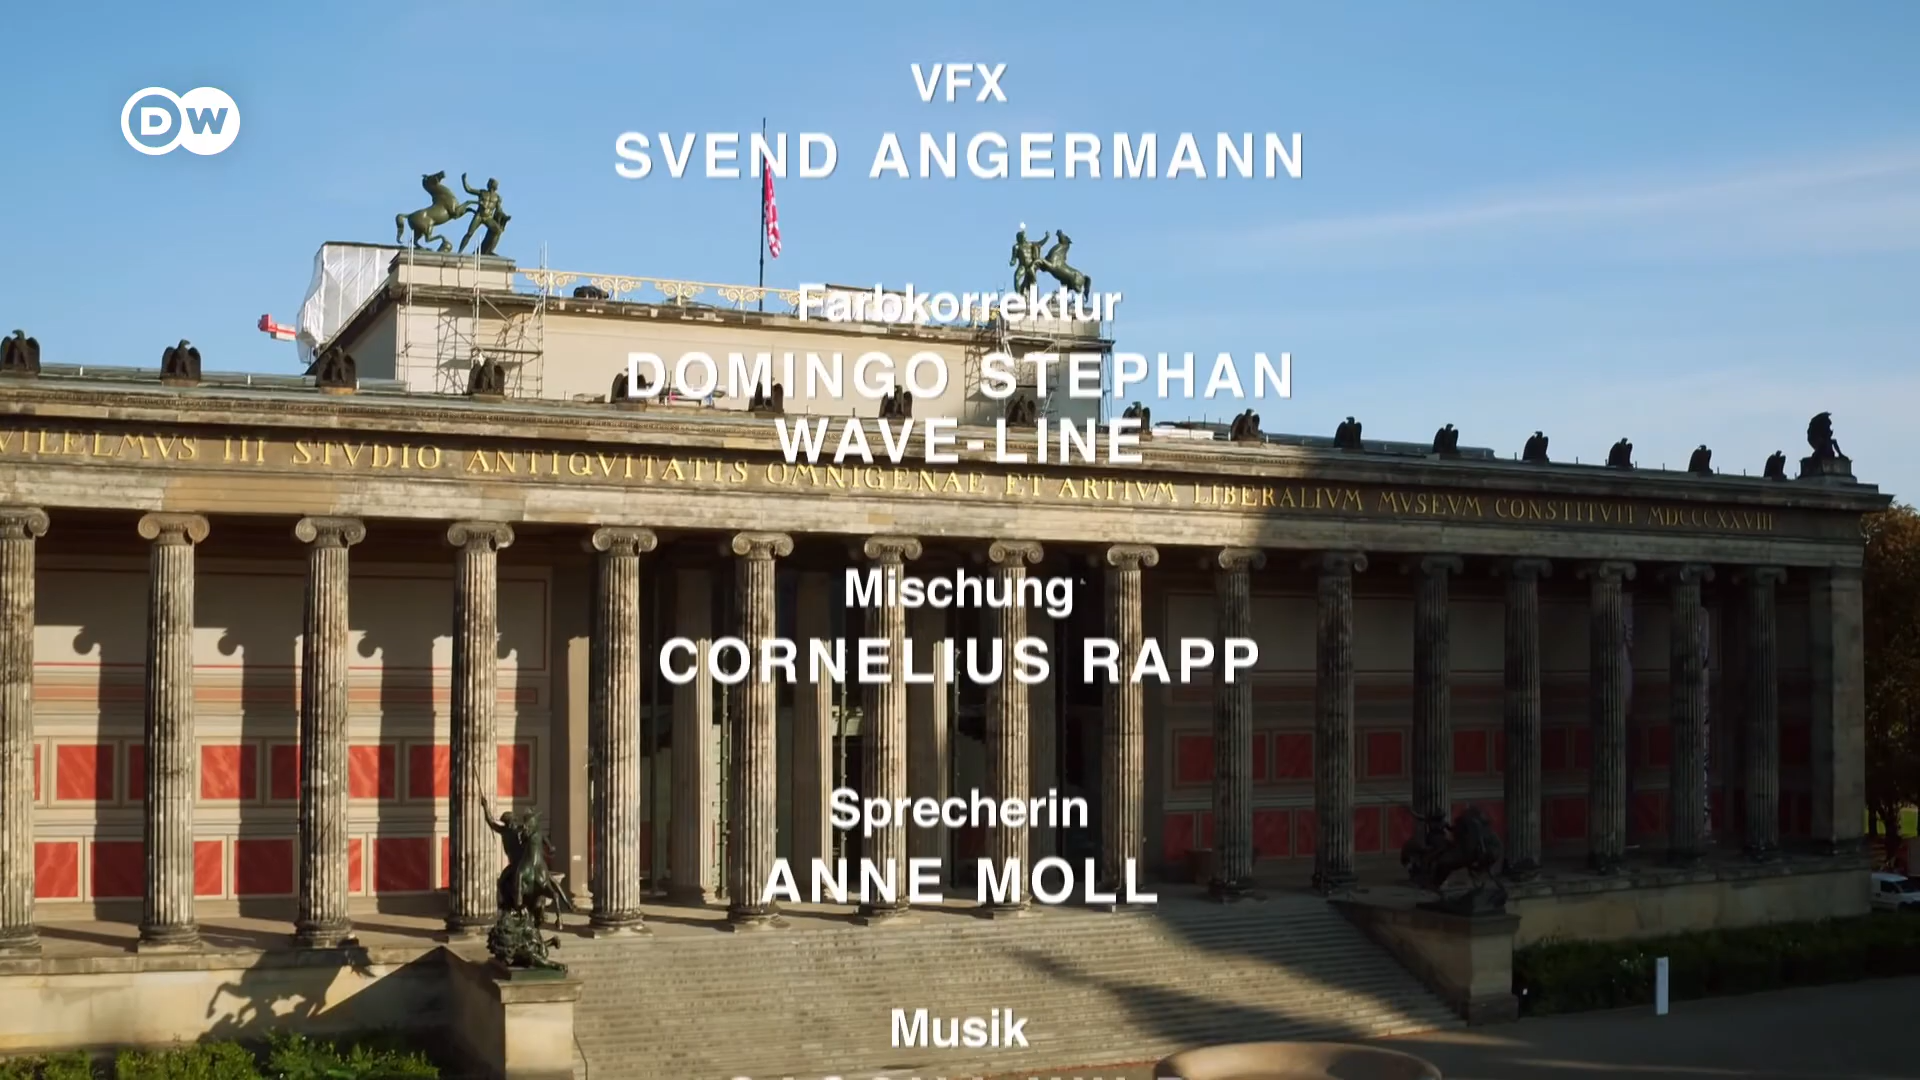 DW
VFX
SVEND ANGERMANN
Farbkorrektur
DOMINGO STEPHAN
WAVE-LINE
VILELMVS III STVDIO ANTIQVITATIS OMNIGENAE ET ARTIVM LIBERALIVM MVSEVM CONSTITVIT MDCCCXXVIII
Mischung
CORNELIUS RAPP
Sprecherin
ANNE MOLL
Musik